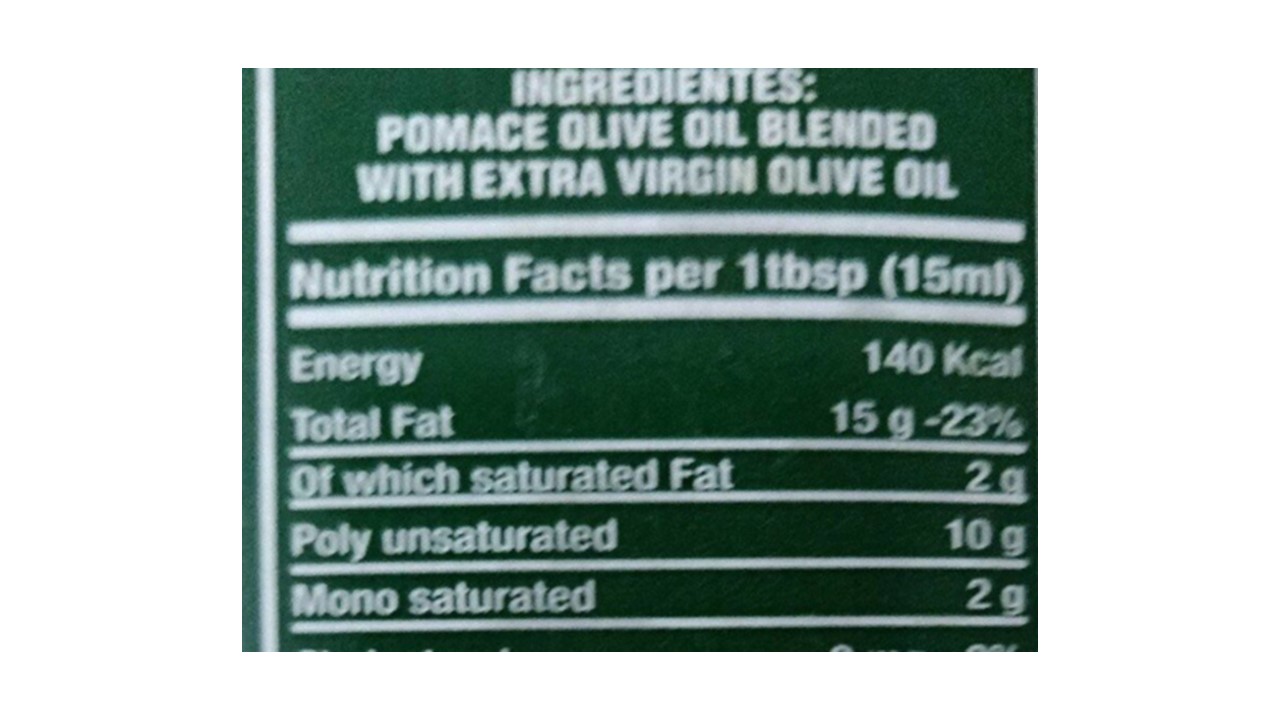 INGREDIENTES:
POMACE OLIVE OIL BLENDED
WITH EXTRA VIRGIN OLIVE OIL
Nutrition Facts per 1tbsp (15ml)
Energy 140 Kcal
Total Fat 15 g -23%
Of which saturated Fat 2 g
Poly unsaturated 10 g
Mono saturated 2 g